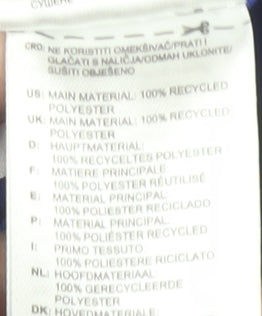 CRO: NE KORISTITI OMEKŠIVAČ/PRATI I
GLAČATI S NALIČJA/ODMAH UKLONITE/
SUŠITI OBJEŠENO
US: MAIN MATERIAL: 100% RECYCLED
POLYESTER
UK: MAIN MATERIAL: 100% RECYCLED
POLYESTER
D: HAUPTMATERIAL:
100% RECYCELTES POLYESTER
F: MATIERE PRINCIPALE
100% POLYESTER RÉUTILISÉ
E: MATERIAL PRINCIPAL
100% POLIESTER RECICLADO
P: MATERIAL PRINCIPAL:
100% POLIÉSTER RECYCLED
I: PRIMO TESSUTO:
100% POLIESTERE RICICLATO
NL: HOOFDMATERIAAL:
100% GERECYCLEERDE
POLYESTER
DK: HOVEDMATERIALE: